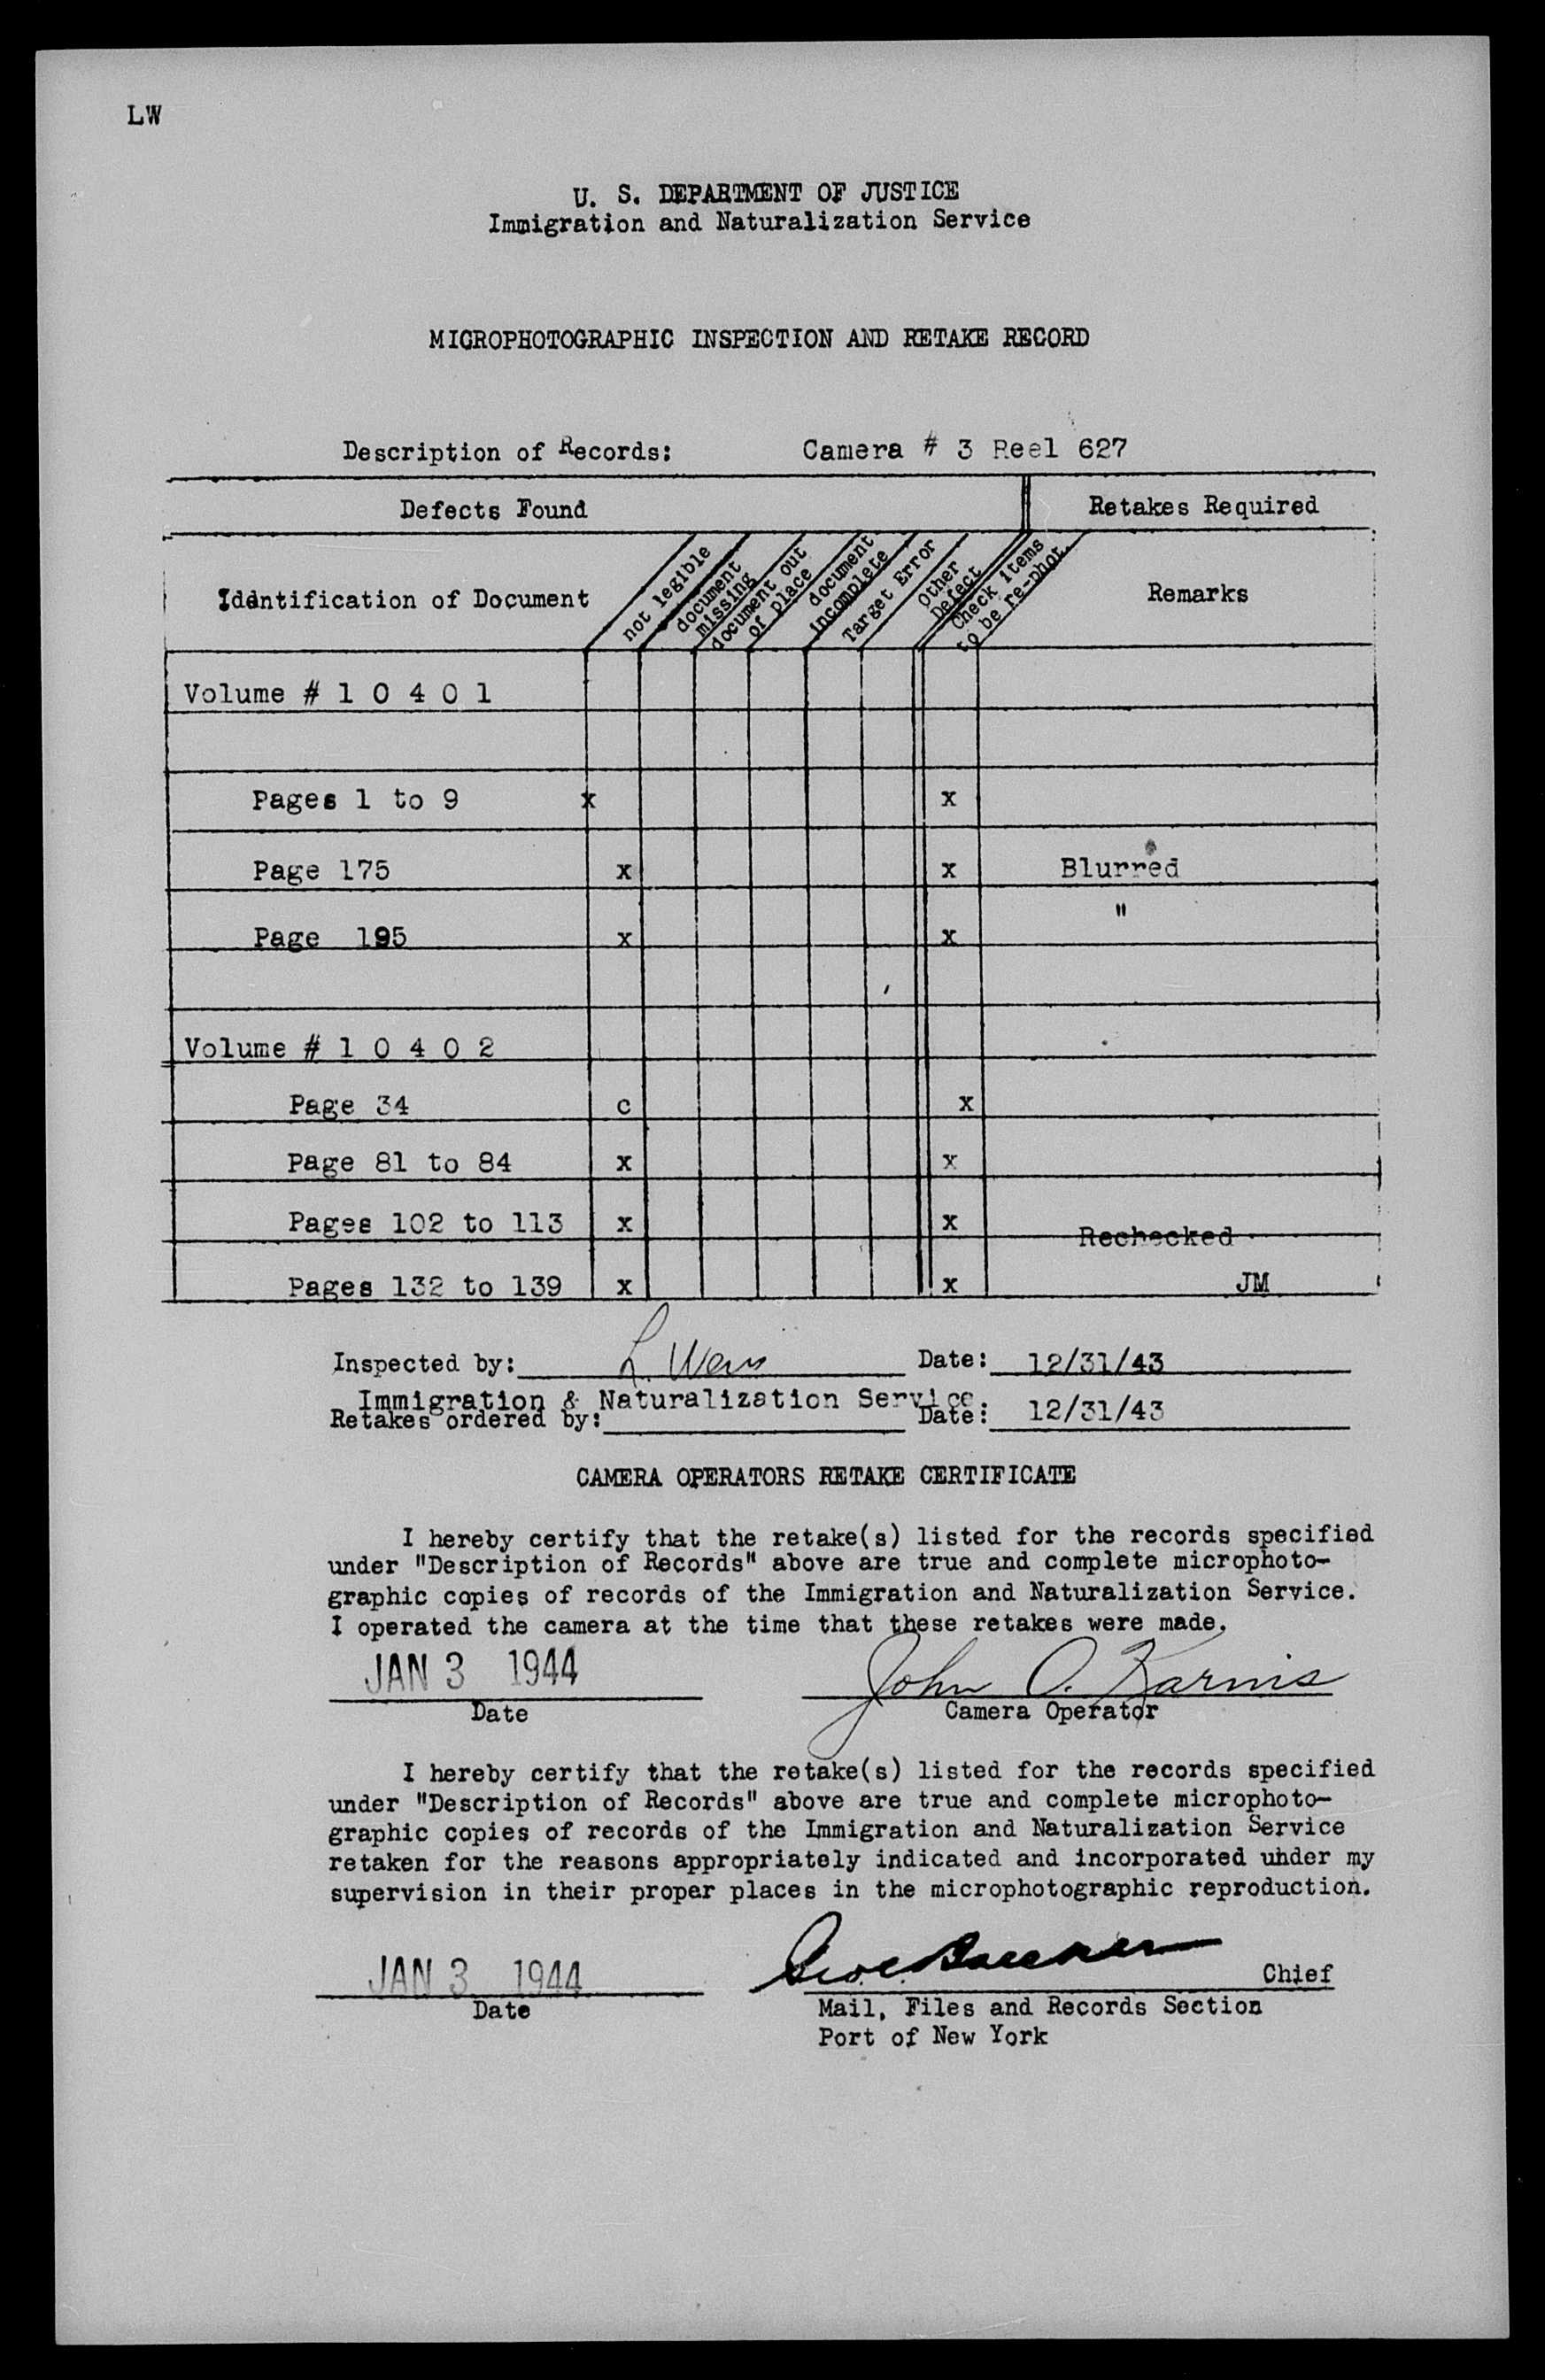 LW
U. S. DEPARTMENT OF JUSTICE
Immigration and Naturalization Service
MICROPHOTOGRAPHIC INSPECTION AND RETAKE RECORD
Description of Records: Camera # 3 Reel 627
Defects Found Retakes Required
Identification of Document
not legible
document missing
document out of place
document incomplete
Target Error
Other Defect
Check items to be re-phot.
Remarks
Volume # 1 0 4 0 1
Pages 1 to 9 x x
Page 175 x x Blurred
Page 195 x x "
Volume # 1 0 4 0 2
Page 34 c x
Page 81 to 84 x x
Pages 102 to 113 x x Rechecked
Pages 132 to 139 x x JM
Inspected by: L. Weis Date: 12/31/43
Immigration & Naturalization Service.
Retakes ordered by: Date: 12/31/43
CAMERA OPERATORS RETAKE CERTIFICATE
I hereby certify that the retake(s) listed for the records specified
under "Description of Records" above are true and complete microphoto-
graphic copies of records of the Immigration and Naturalization Service.
I operated the camera at the time that these retakes were made.
JAN 3 1944 John O. Karnis
Date Camera Operator
I hereby certify that the retake(s) listed for the records specified
under "Description of Records" above are true and complete microphoto-
graphic copies of records of the Immigration and Naturalization Service
retaken for the reasons appropriately indicated and incorporated under my
supervision in their proper places in the microphotographic reproduction.
JAN 3 1944 Chief
Date Mail, Files and Records Section
Port of New York